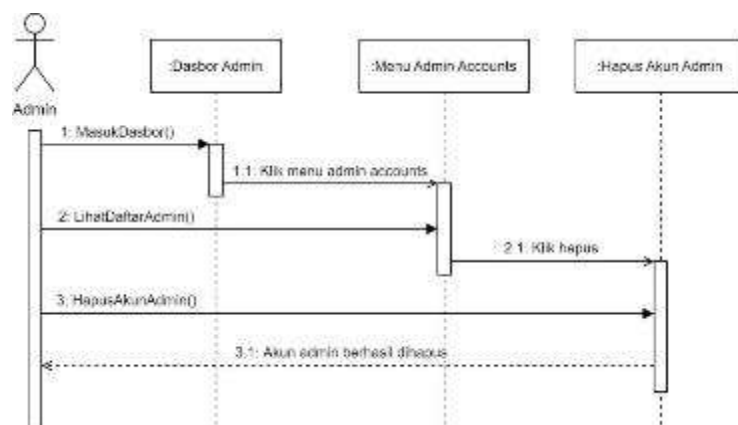 :Dasbor Admin
:Menu Admin Accounts
:Hapus Akun Admin
Admin
1: MasukDasbor()
1.1: Klik menu admin accounts
2: LihatDaftarAdmin()
2.1: Klik hapus
3: HapusAkunAdmin()
3.1: Akun admin berhasil dihapus